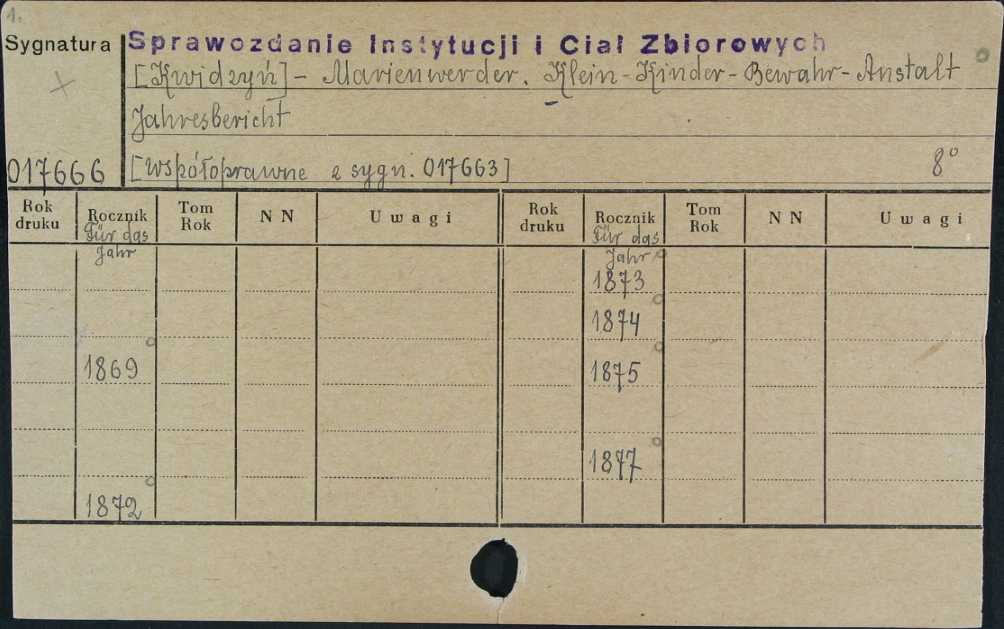 1.
Sygnatura
Sprawozdanie Instytucji i Ciał Zbiorowych
[Kwidzyń] - Marienwerder. Klein-Kinder-Bewahr-Anstalt
Jahresbericht
017666
[współoprawne z sygn. 017663]
8°
Rok druku
Rocznik
Tom Rok
N N
Uwagi
Rok druku
Rocznik
Tom Rok
N N
Uwagi
Für das Jahr
Für das Jahr
1873
1874
1869
1875
1877
1872